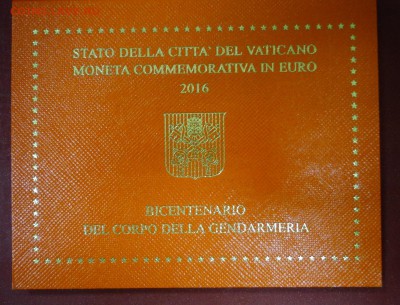 STATO DELLA CITTA' DEL VATICANO
MONETA COMMEMORATIVA IN EURO
2016
BICENTENARIO
DEL CORPO DELLA GENDARMERIA